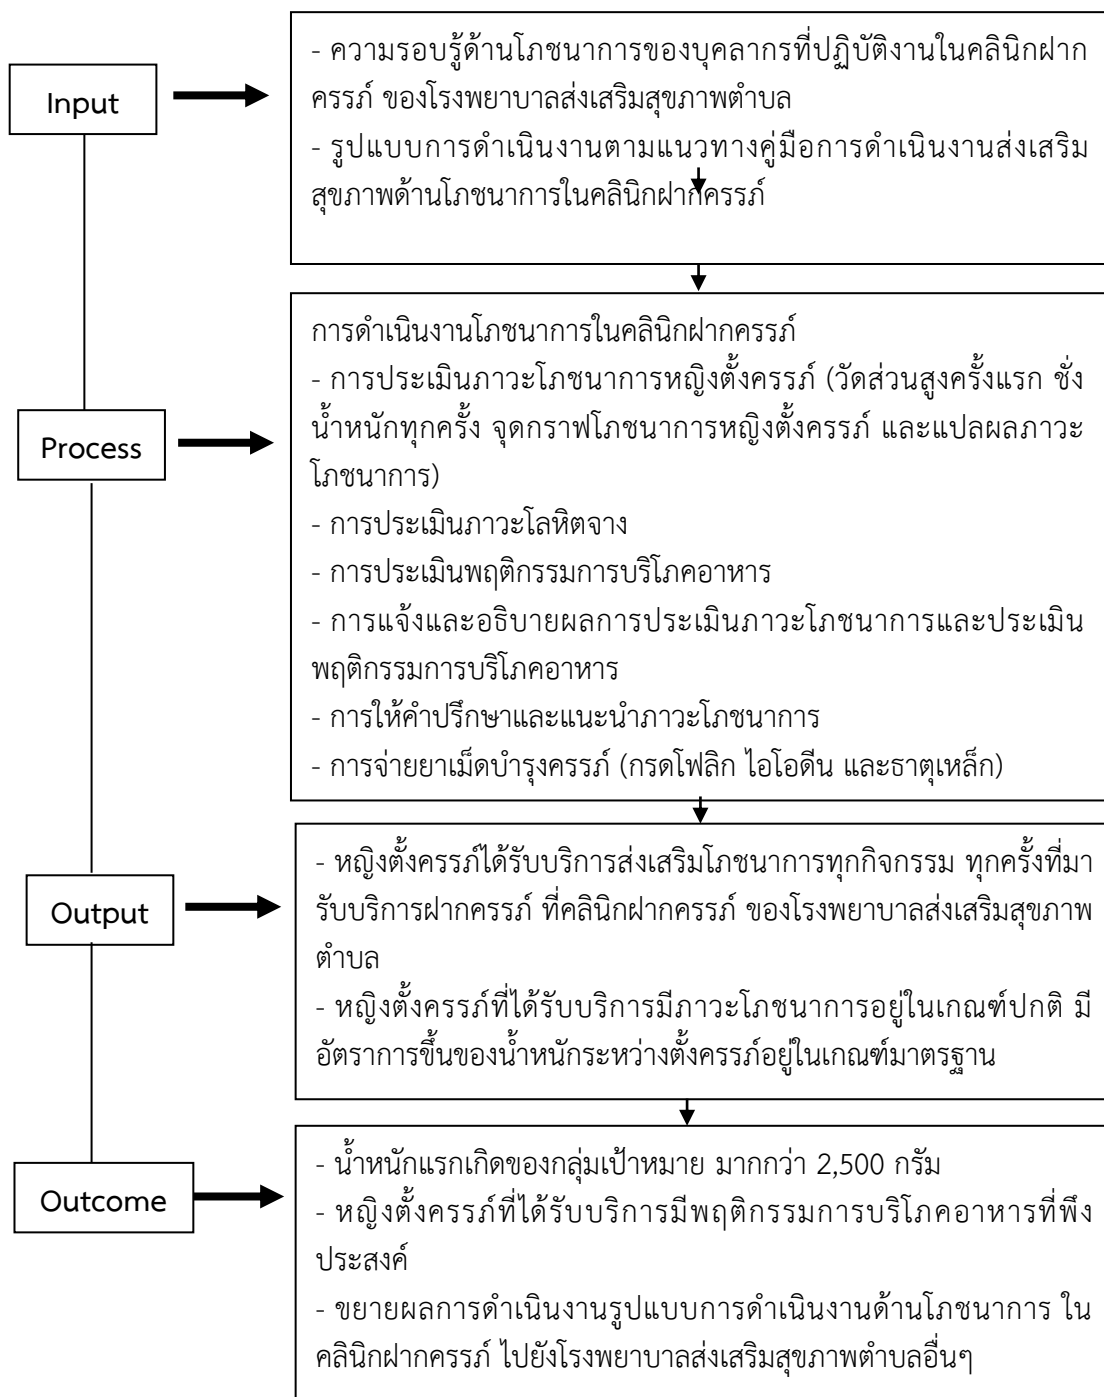 Input
- ความรอบรู้ด้านโภชนาการของบุคลากรที่ปฏิบัติงานในคลินิกฝาก
ครรภ์ ของโรงพยาบาลส่งเสริมสุขภาพตำบล
- รูปแบบการดำเนินงานตามแนวทางคู่มือการดำเนินงานส่งเสริม
สุขภาพด้านโภชนาการในคลินิกฝากครรภ์
Process
การดำเนินงานโภชนาการในคลินิกฝากครรภ์
- การประเมินภาวะโภชนาการหญิงตั้งครรภ์ (วัดส่วนสูงครั้งแรก ชั่ง
น้ำหนักทุกครั้ง จุดกราฟโภชนาการหญิงตั้งครรภ์ และแปลผลภาวะ
โภชนาการ)
- การประเมินภาวะโลหิตจาง
- การประเมินพฤติกรรมการบริโภคอาหาร
- การแจ้งและอธิบายผลการประเมินภาวะโภชนาการและประเมิน
พฤติกรรมการบริโภคอาหาร
- การให้คำปรึกษาและแนะนำภาวะโภชนาการ
- การจ่ายยาเม็ดบำรุงครรภ์ (กรดโฟลิก ไอโอดีน และธาตุเหล็ก)
Output
- หญิงตั้งครรภ์ได้รับบริการส่งเสริมโภชนาการทุกกิจกรรม ทุกครั้งที่มา
รับบริการฝากครรภ์ ที่คลินิกฝากครรภ์ ของโรงพยาบาลส่งเสริมสุขภาพ
ตำบล
- หญิงตั้งครรภ์ที่ได้รับบริการมีภาวะโภชนาการอยู่ในเกณฑ์ปกติ มี
อัตราการขึ้นของน้ำหนักระหว่างตั้งครรภ์อยู่ในเกณฑ์มาตรฐาน
Outcome
- น้ำหนักแรกเกิดของกลุ่มเป้าหมาย มากกว่า 2,500 กรัม
- หญิงตั้งครรภ์ที่ได้รับบริการมีพฤติกรรมการบริโภคอาหารที่พึง
ประสงค์
- ขยายผลการดำเนินงานรูปแบบการดำเนินงานด้านโภชนาการ ใน
คลินิกฝากครรภ์ ไปยังโรงพยาบาลส่งเสริมสุขภาพตำบลอื่นๆ